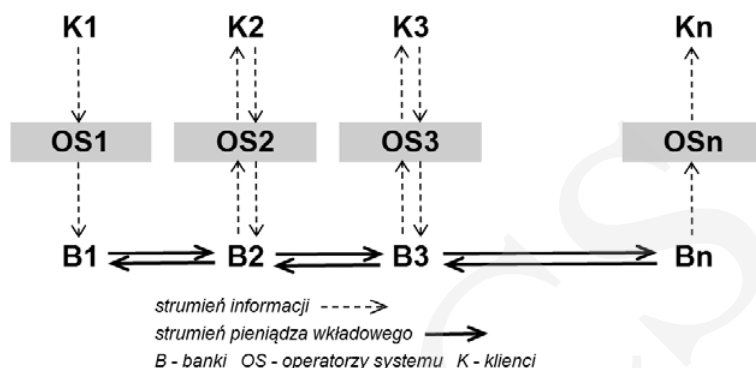 K1 K2 K3 Kn
OS1 OS2 OS3 OSn
B1 B2 B3 Bn
strumień informacji
strumień pieniądza wkładowego
B - banki OS - operatorzy systemu K - klienci